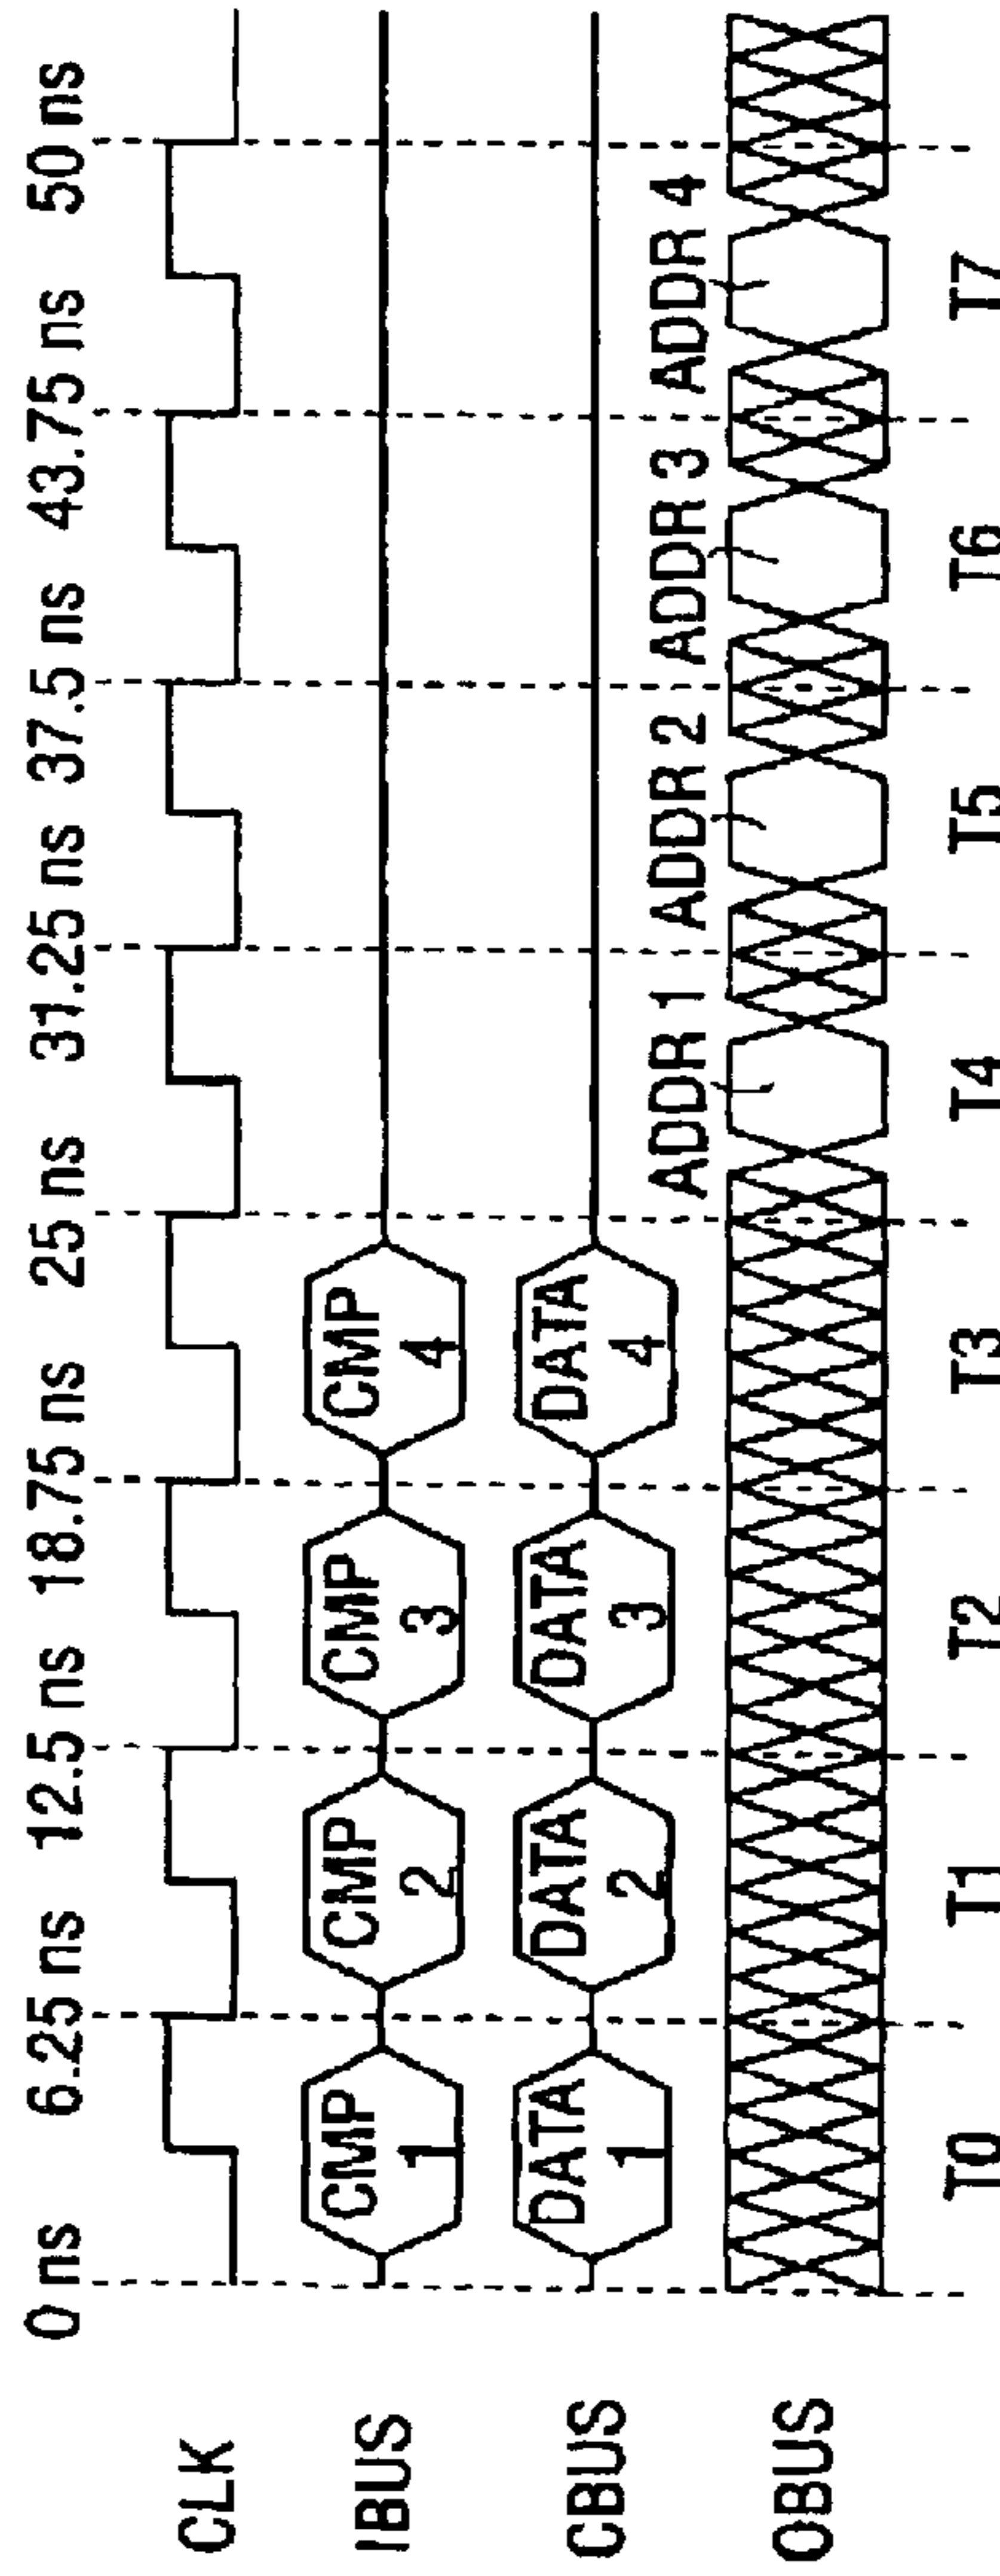 0 ns 6.25 ns 12.5 ns 18.75 ns 25 ns 31.25 ns 37.5 ns 43.75 ns 50 ns
CLK
IBUS
CMP 1
CMP 2
CMP 3
CMP 4
CBUS
DATA 1
DATA 2
DATA 3
DATA 4
ADDR 1 ADDR 2 ADDR 3 ADDR 4
OBUS
T0 T1 T2 T3 T4 T5 T6 T7